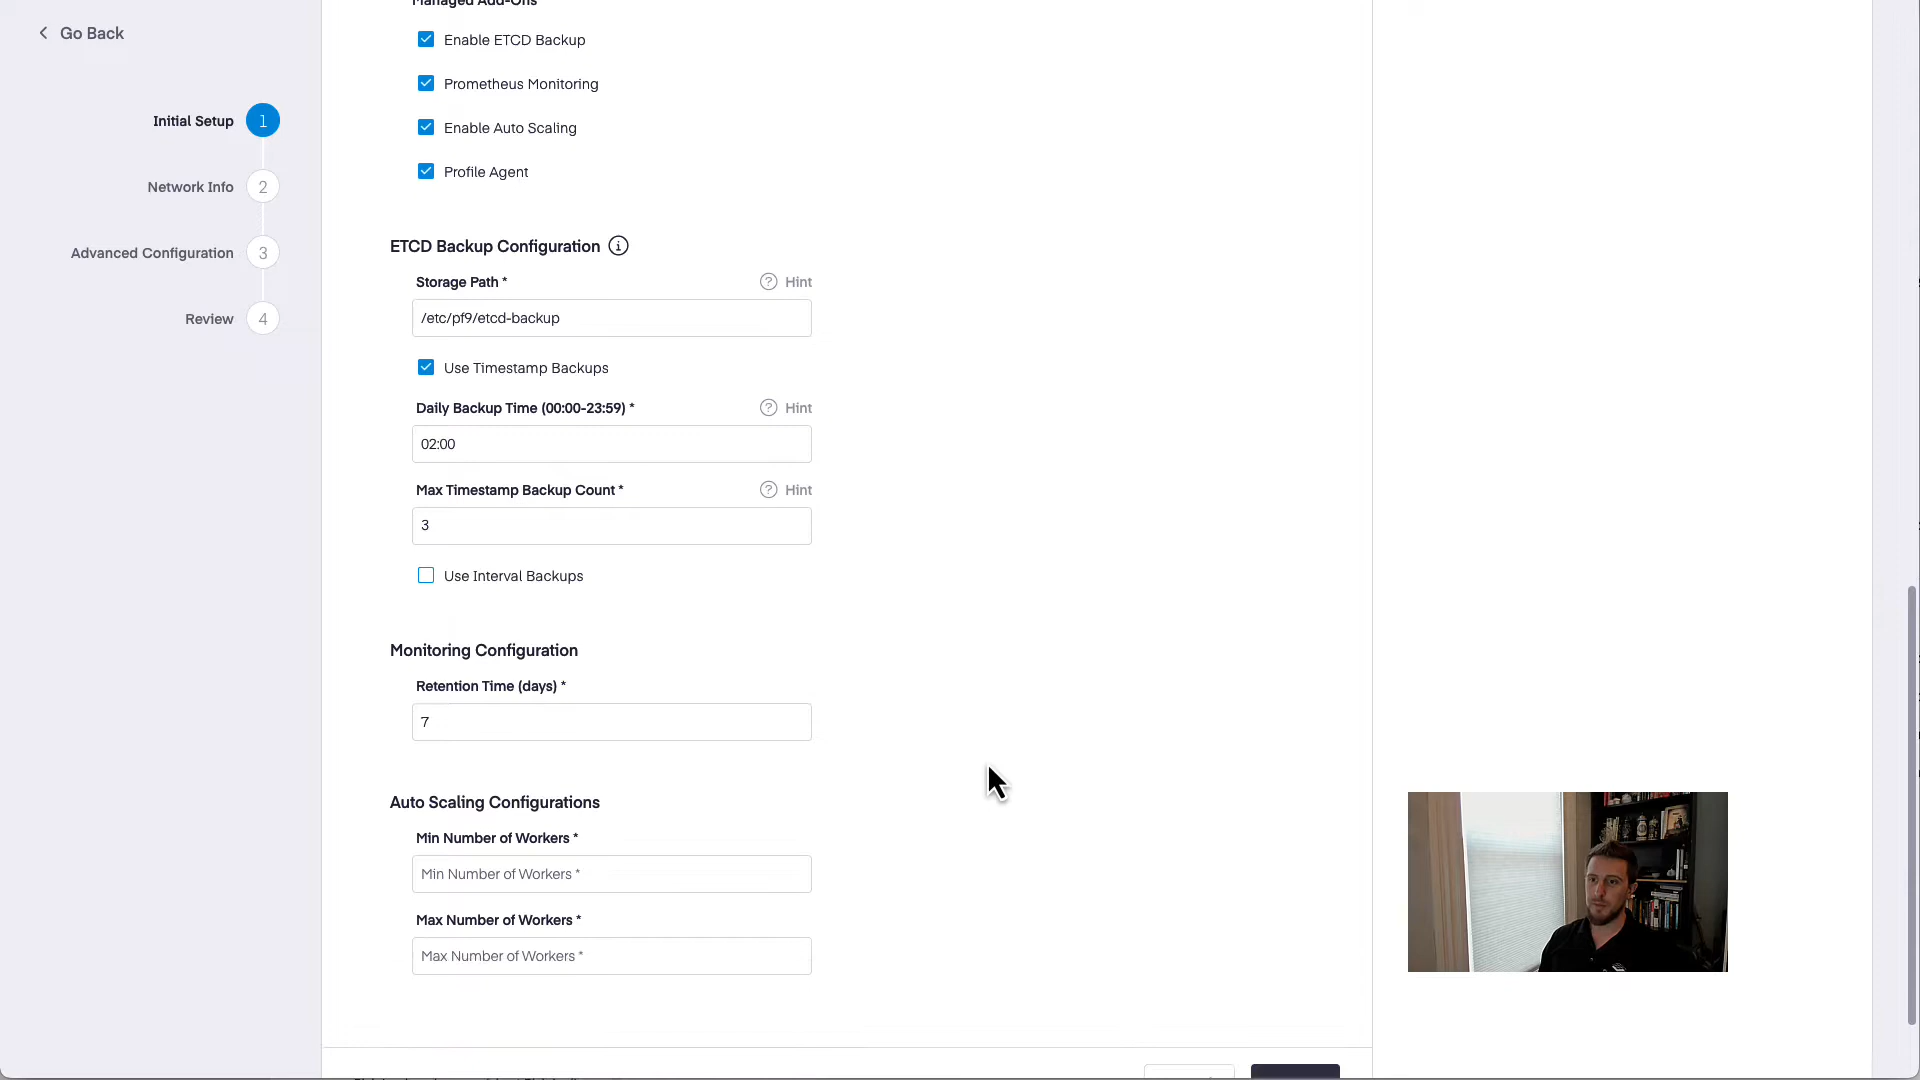 Go Back
Managed Add-Ons
Enable ETCD Backup
Prometheus Monitoring
Enable Auto Scaling
Profile Agent
Initial Setup 1
Network Info 2
Advanced Configuration 3
Review 4
ETCD Backup Configuration
Storage Path * Hint
/etc/pf9/etcd-backup
Use Timestamp Backups
Daily Backup Time (00:00-23:59) * Hint
02:00
Max Timestamp Backup Count * Hint
3
Use Interval Backups
Monitoring Configuration
Retention Time (days) *
7
Auto Scaling Configurations
Min Number of Workers *
Min Number of Workers *
Max Number of Workers *
Max Number of Workers *